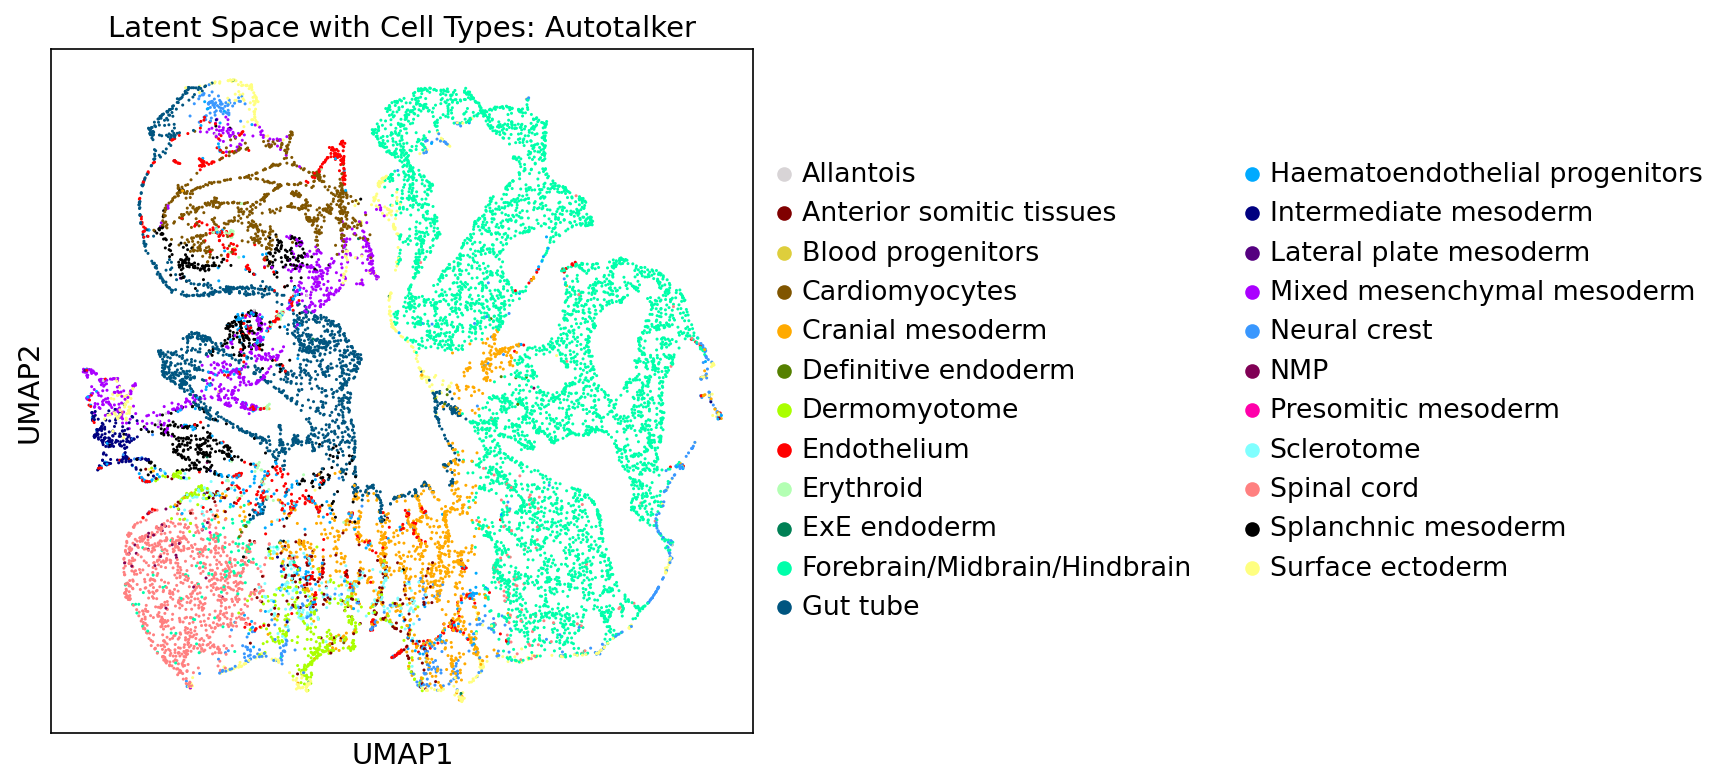 Latent Space with Cell Types: Autotalker
UMAP2
UMAP1
Allantois
Anterior somitic tissues
Blood progenitors
Cardiomyocytes
Cranial mesoderm
Definitive endoderm
Dermomyotome
Endothelium
Erythroid
ExE endoderm
Forebrain/Midbrain/Hindbrain
Gut tube
Haematoendothelial progenitors
Intermediate mesoderm
Lateral plate mesoderm
Mixed mesenchymal mesoderm
Neural crest
NMP
Presomitic mesoderm
Sclerotome
Spinal cord
Splanchnic mesoderm
Surface ectoderm